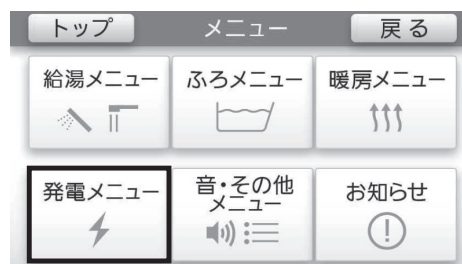 トップ メニュー 戻る
給湯メニュー ふろメニュー 暖房メニュー
発電メニュー 音・その他
メニュー お知らせ